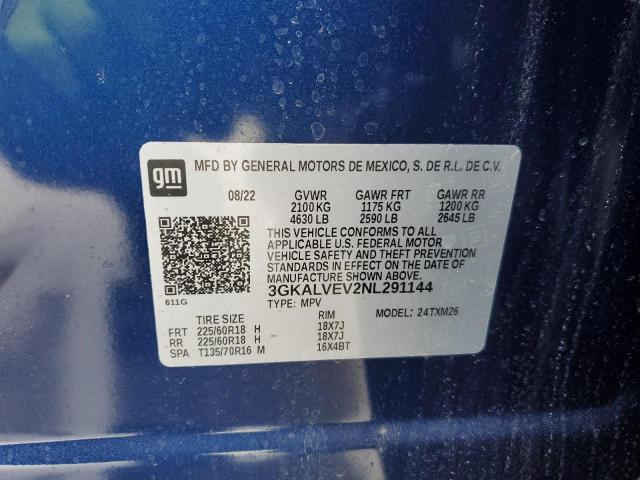 gm
MFD BY GENERAL MOTORS DE MEXICO, S. DE R.L. DE C.V.
08/22 GVWR GAWR FRT GAWR RR
2100 KG 1175 KG 1200 KG
4630 LB 2590 LB 2645 LB
THIS VEHICLE CONFORMS TO ALL
APPLICABLE U.S. FEDERAL MOTOR
VEHICLE SAFETY, BUMPER, AND THEFT
PREVENTION STANDARDS IN
EFFECT ON THE DATE OF
MANUFACTURE SHOWN ABOVE.
611G
3GKALVEV2NL291144
TYPE: MPV MODEL: 24TXM26
TIRE SIZE RIM
FRT 225/60R18 H 18X7J
RR 225/60R18 H 18X7J
SPA T135/70R16 M 16X4BT